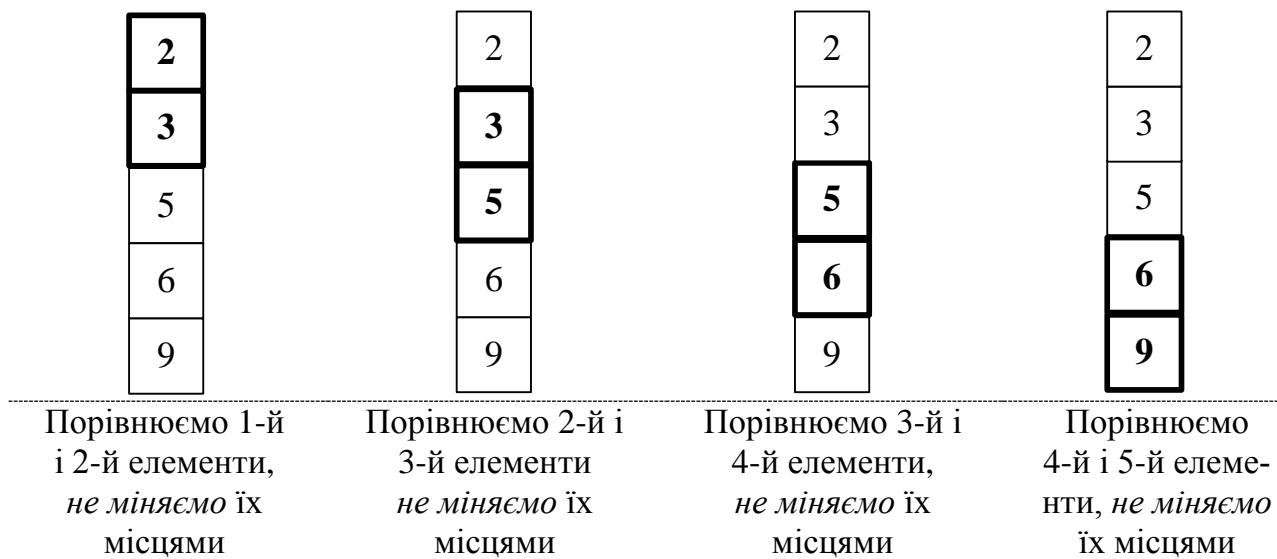 2
3
5
6
9
2
3
5
6
9
2
3
5
6
9
2
3
5
6
9
Порівнюємо 1-й
і 2-й елементи,
не міняємо їх
місцями
Порівнюємо 2-й і
3-й елементи
не міняємо їх
місцями
Порівнюємо 3-й і
4-й елементи,
не міняємо їх
місцями
Порівнюємо
4-й і 5-й елеме-
нти, не міняємо
їх місцями